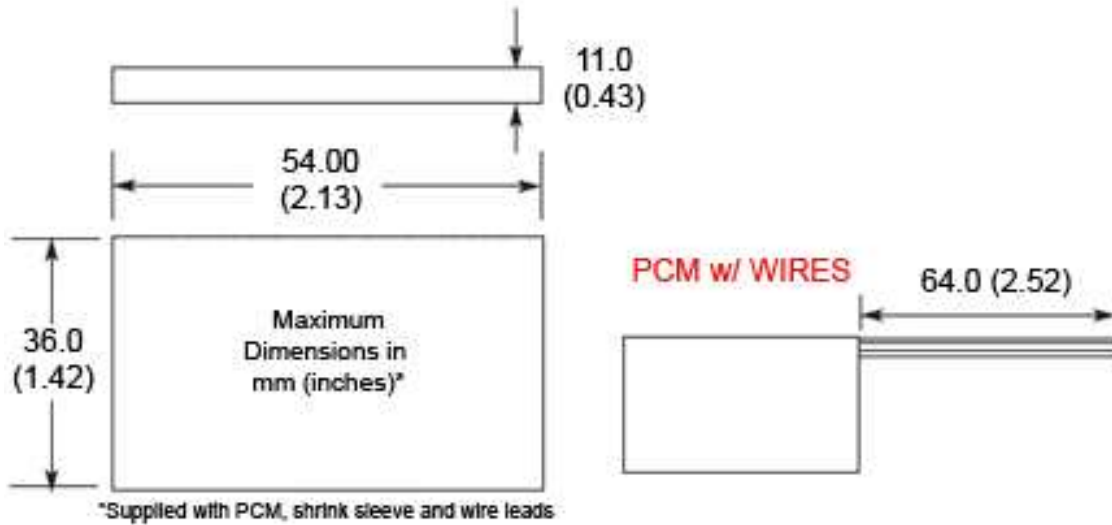 11.0
(0.43)
54.00
(2.13)
36.0
(1.42)
Maximum
Dimensions in
mm (inches)*
PCM w/ WIRES
64.0 (2.52)
*Supplied with PCM, shrink sleeve and wire leads